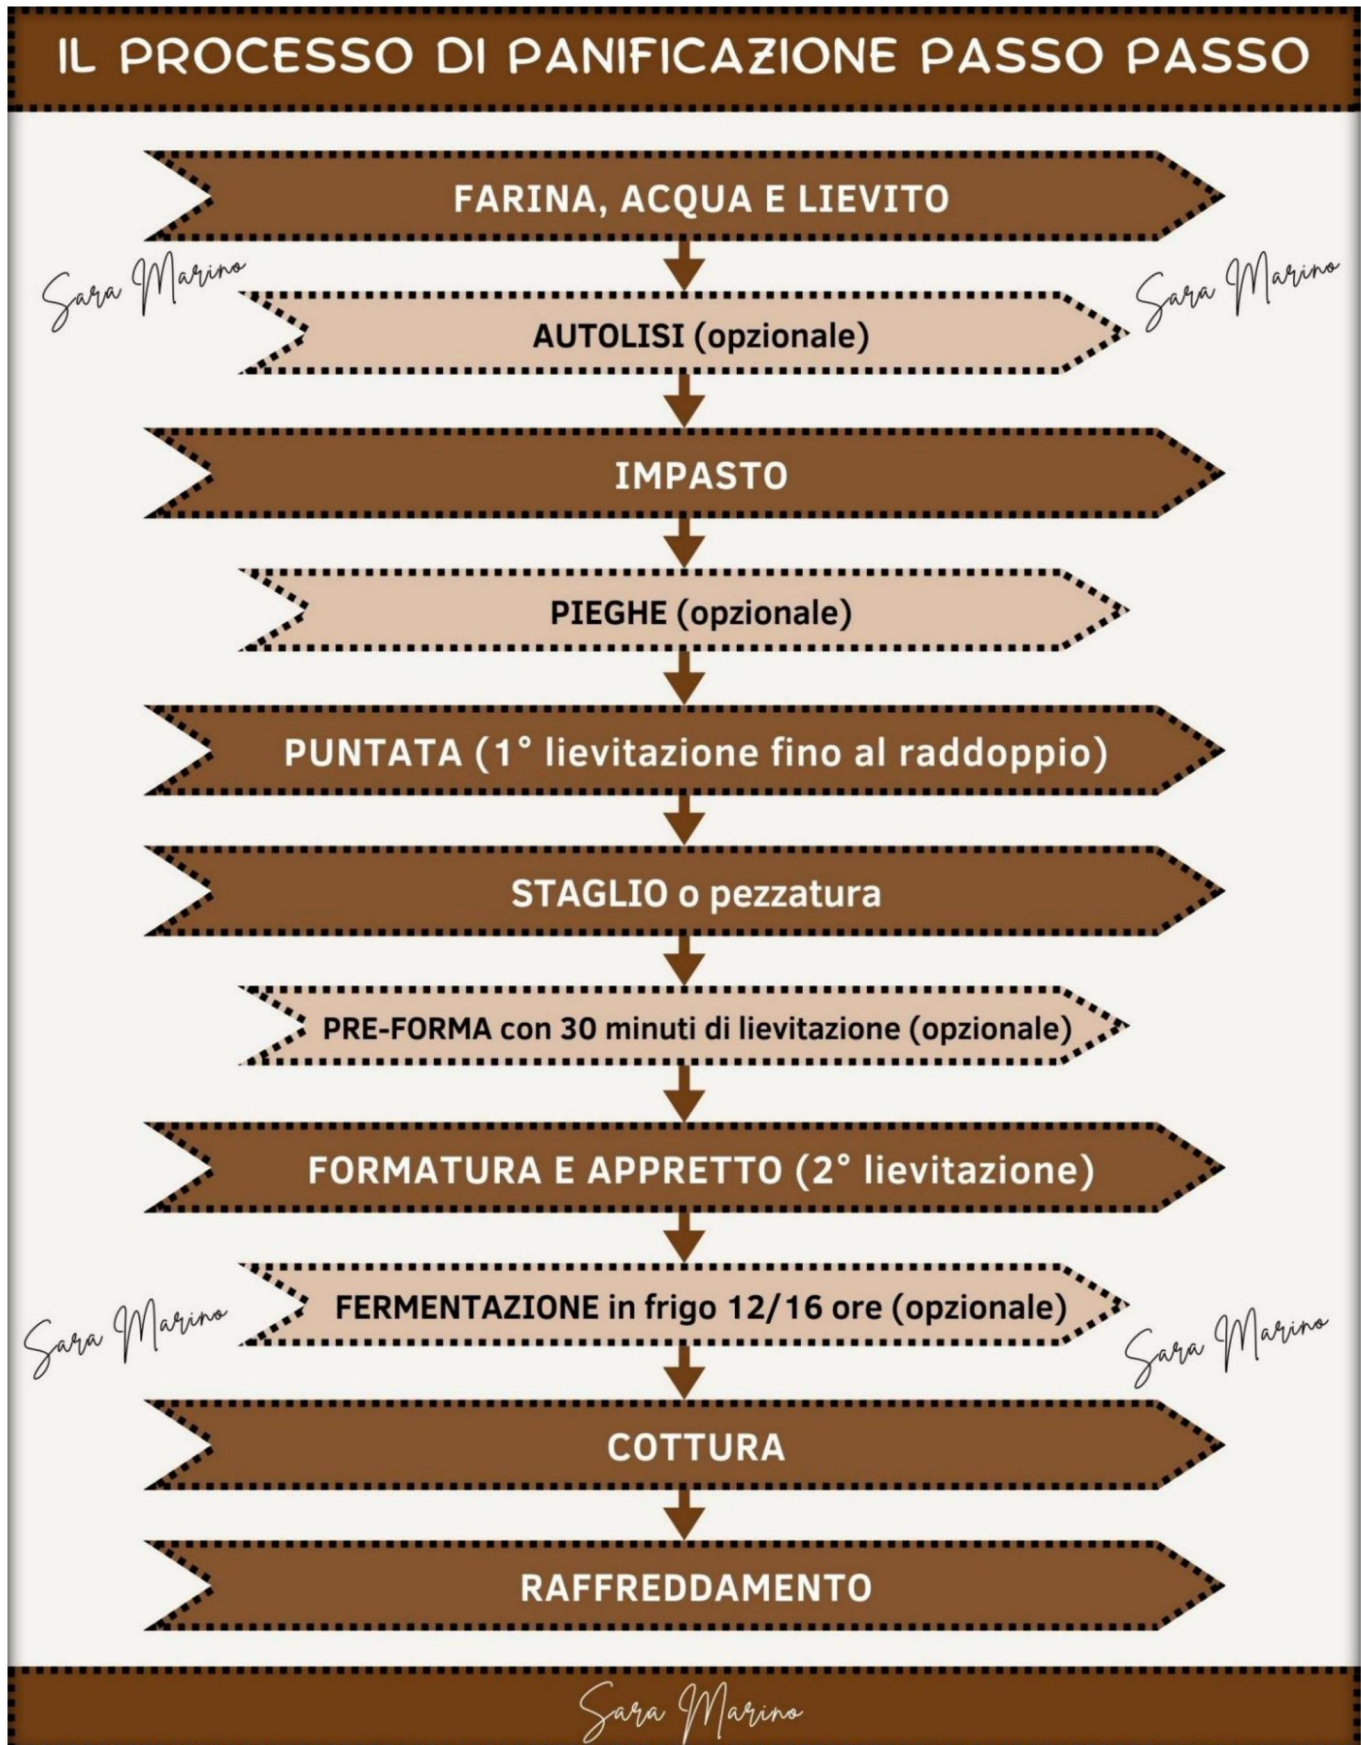 IL PROCESSO DI PANIFICAZIONE PASSO PASSO
FARINA, ACQUA E LIEVITO
Sara Marino
Sara Marino
AUTOLISI (opzionale)
IMPASTO
PIEGHE (opzionale)
PUNTATA (1° lievitazione fino al raddoppio)
STAGLIO o pezzatura
PRE-FORMA con 30 minuti di lievitazione (opzionale)
FORMATURA E APPRETTO (2° lievitazione)
FERMENTAZIONE in frigo 12/16 ore (opzionale)
Sara Marino
Sara Marino
COTTURA
RAFFREDDAMENTO
Sara Marino